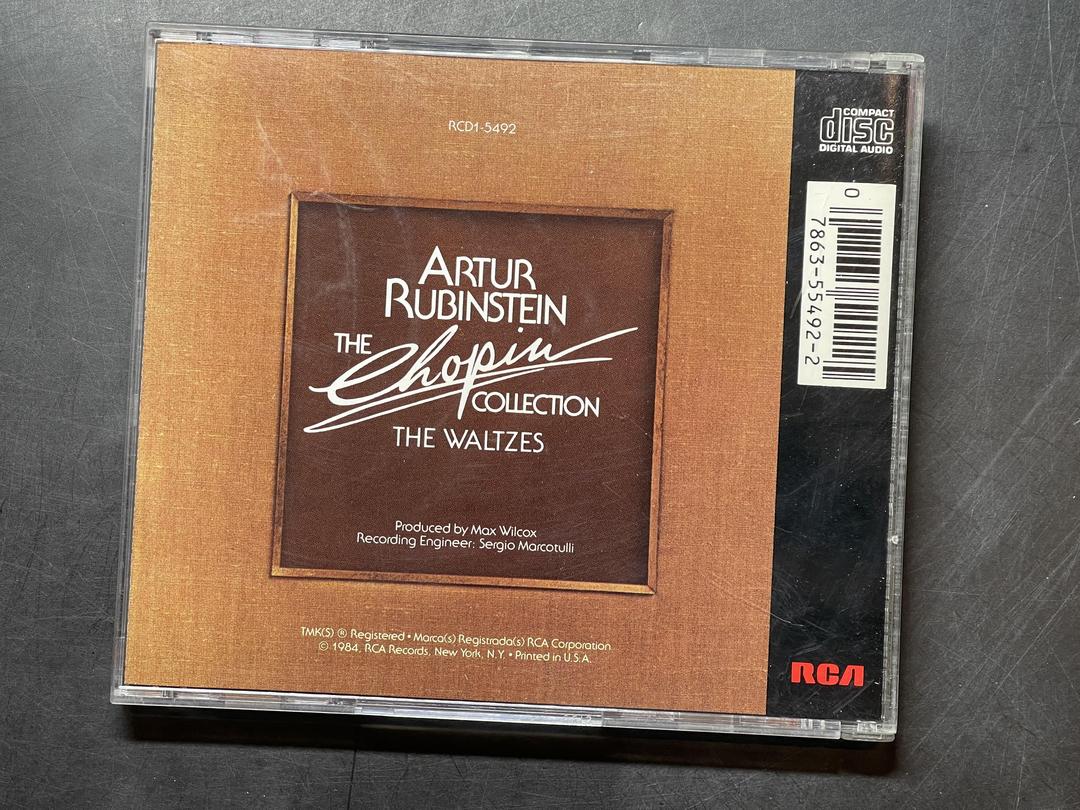 RCD1-5492
ARTUR
RUBINSTEIN
THE Chopin
COLLECTION
THE WALTZES
Produced by Max Wilcox
Recording Engineer: Sergio Marcotulli
TMK(S) ® Registered • Marca(s) Registrada(s) RCA Corporation
© 1984, RCA Records, New York, N.Y. • Printed in U.S.A.
COMPACT
disc
DIGITAL AUDIO
0
7863-55492-2
RCA